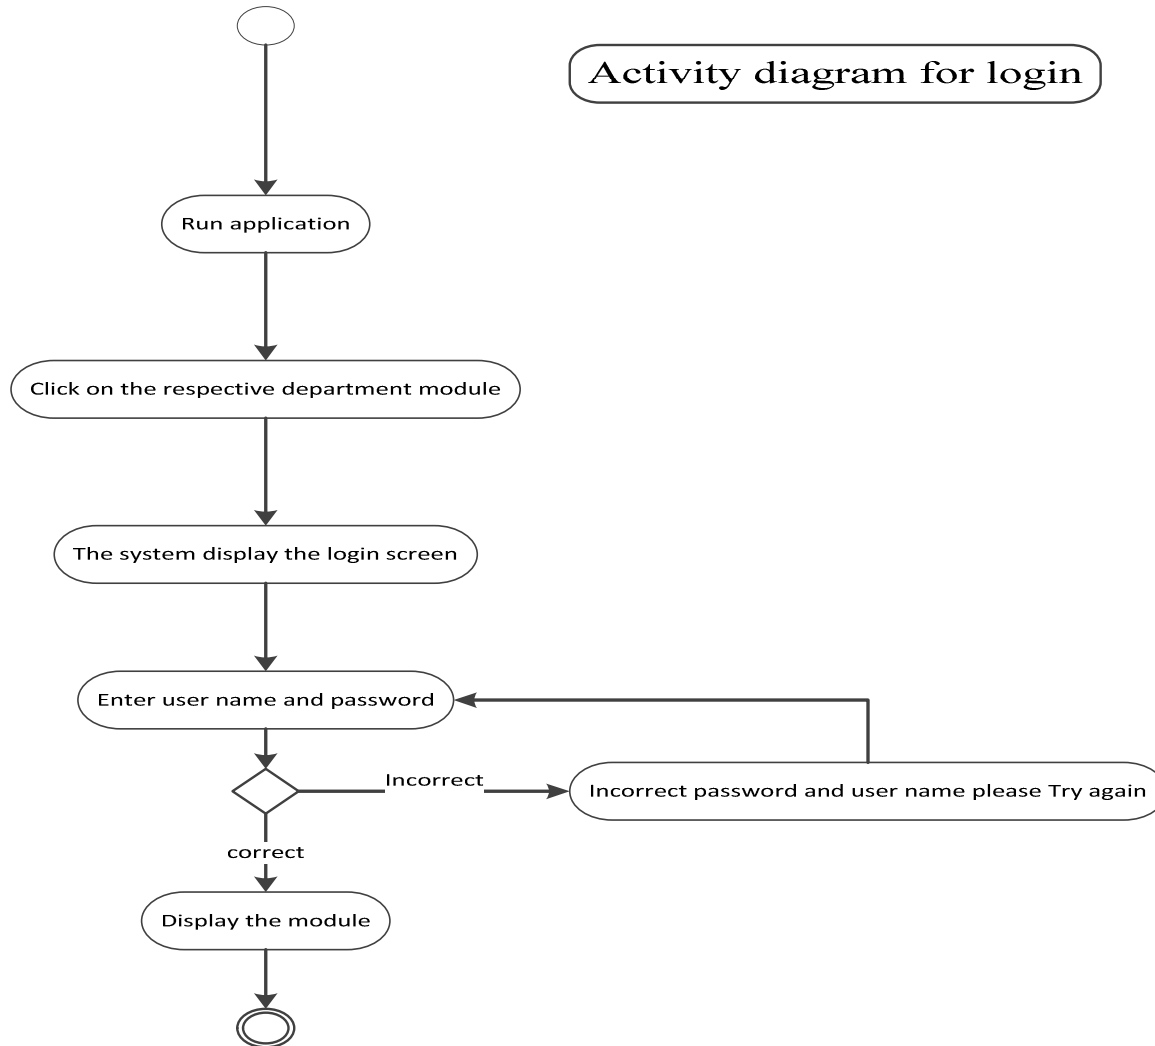 Activity diagram for login
Run application
Click on the respective department module
The system display the login screen
Enter user name and password
Incorrect
Incorrect password and user name please Try again
correct
Display the module